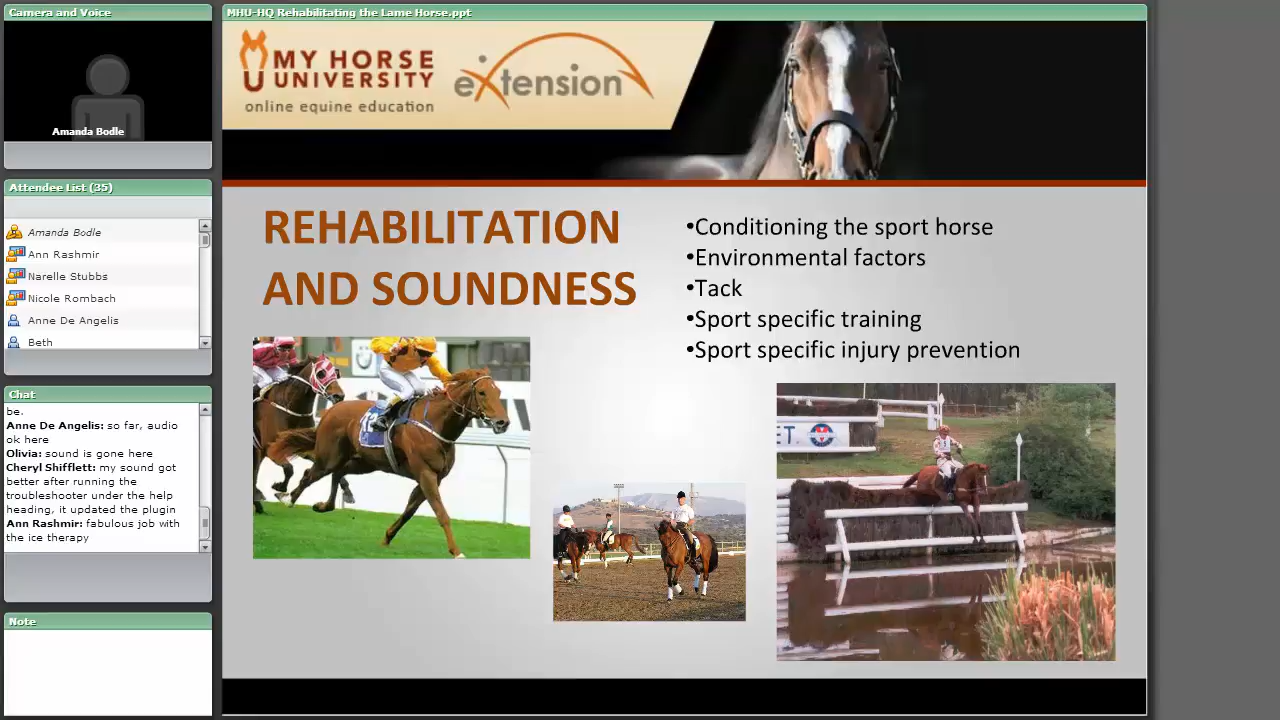 Camera and Voice
Amanda Bodle
Attendee List (35)
Amanda Bodle
Ann Rashmir
Narelle Stubbs
Nicole Rombach
Anne De Angelis
Beth
Chat
be.
Anne De Angelis: so far, audio
ok here
Olivia: sound is gone here
Cheryl Shifflett: my sound got
better after running the
troubleshooter under the help
heading, it updated the plugin
Ann Rashmir: fabulous job with
the ice therapy
Note
MHU-HQ Rehabilitating the Lame Horse.ppt
MY HORSE
UNIVERSITY
online equine education
eXtension
REHABILITATION
AND SOUNDNESS
•Conditioning the sport horse
•Environmental factors
•Tack
•Sport specific training
•Sport specific injury prevention
ET.